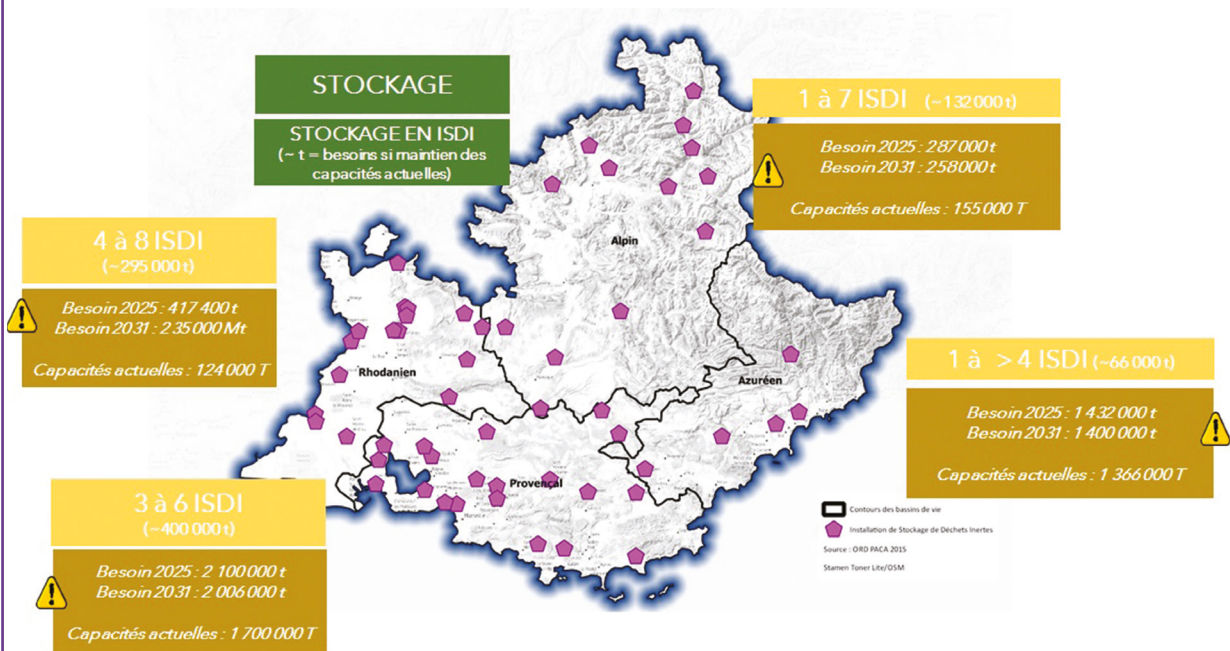 STOCKAGE
STOCKAGE EN ISDI
(~ t = besoins si maintien des
capacités actuelles)
1 à 7 ISDI (~132 000 t)
Besoin 2025 : 287 000 t
Besoin 2031 : 258000 t
Capacités actuelles : 155 000 T
4 à 8 ISDI
(~295 000 t)
Besoin 2025 : 417 400 t
Besoin 2031 : 235 000 Mt
Capacités actuelles : 124 000 T
Alpin
Rhodanien
Azuréen
Provençal
1 à >4 ISDI (~66 000 t)
Besoin 2025 : 1 432 000 t
Besoin 2031 : 1 400 000 t
Capacités actuelles : 1 366 000 T
3 à 6 ISDI
(~400 000 t)
Besoin 2025 : 2 100 000 t
Besoin 2031 : 2 006 000 t
Capacités actuelles : 1 700 000 T
Contours des bassins de vie
Installation de Stockage de Déchets Inertes
Source : ORD PACA 2015
Stamen Toner Lite/OSM